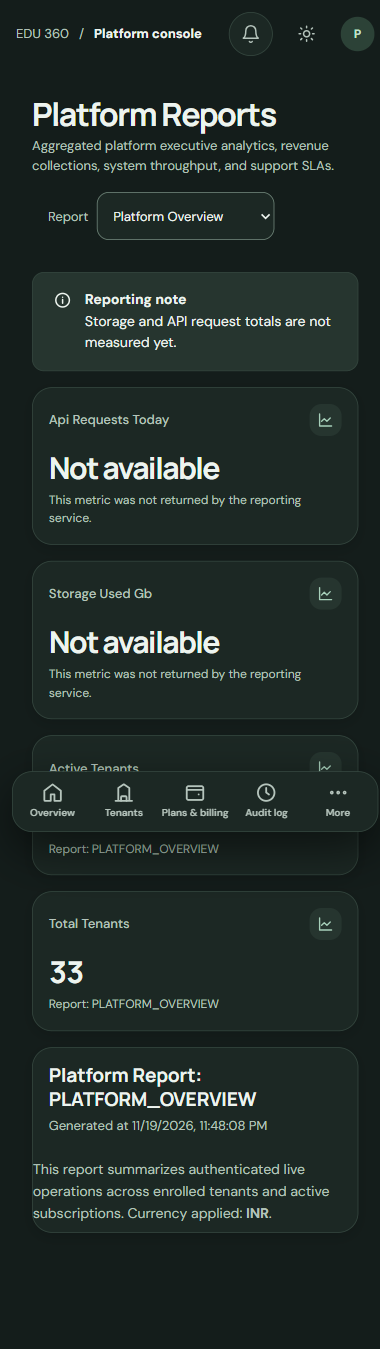 EDU 360 / Platform console
P
Platform Reports
Aggregated platform executive analytics, revenue
collections, system throughput, and support SLAs.
Report Platform Overview
Reporting note
Storage and API request totals are not
measured yet.
Api Requests Today
Not available
This metric was not returned by the reporting
service.
Storage Used Gb
Not available
This metric was not returned by the reporting
service.
Active Tenants
Overview Tenants Plans & billing Audit log More
Report: PLATFORM_OVERVIEW
Total Tenants
33
Report: PLATFORM_OVERVIEW
Platform Report:
PLATFORM_OVERVIEW
Generated at 11/19/2026, 11:48:08 PM
This report summarizes authenticated live
operations across enrolled tenants and active
subscriptions. Currency applied: INR.